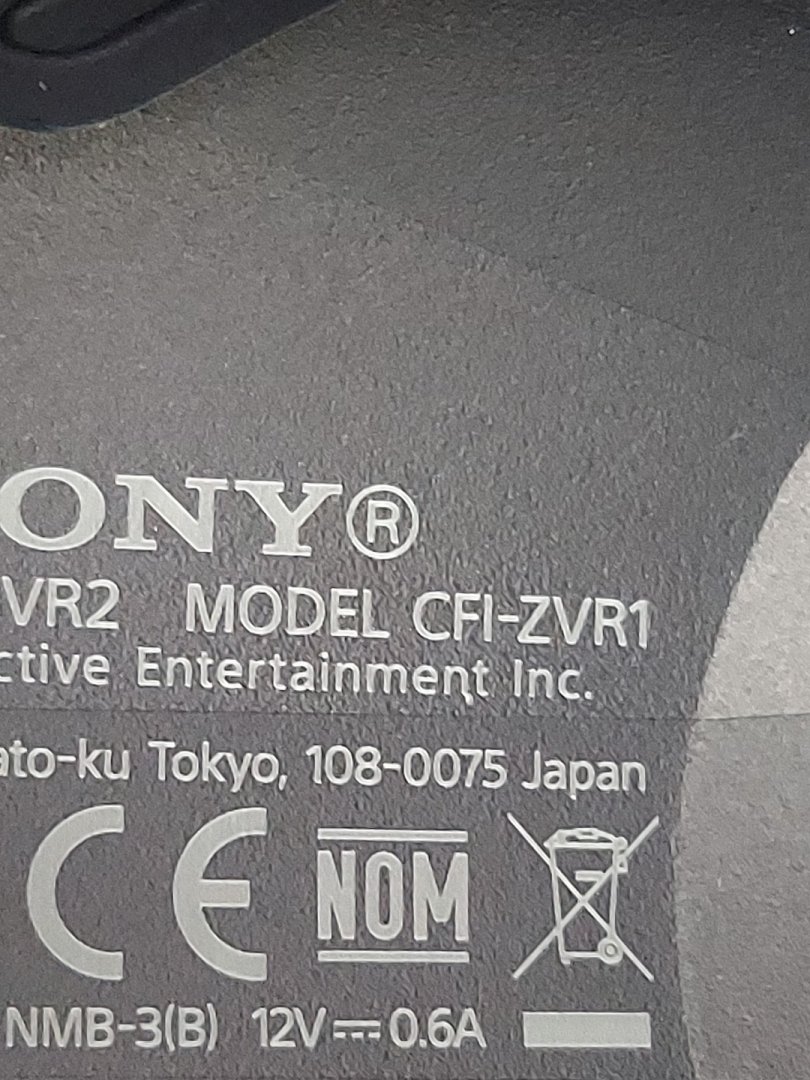 ONY®
VR2 MODEL CFI-ZVR1
ctive Entertainment Inc.
ato-ku Tokyo, 108-0075 Japan
CE NOM
NMB-3(B) 12V⎓0.6A